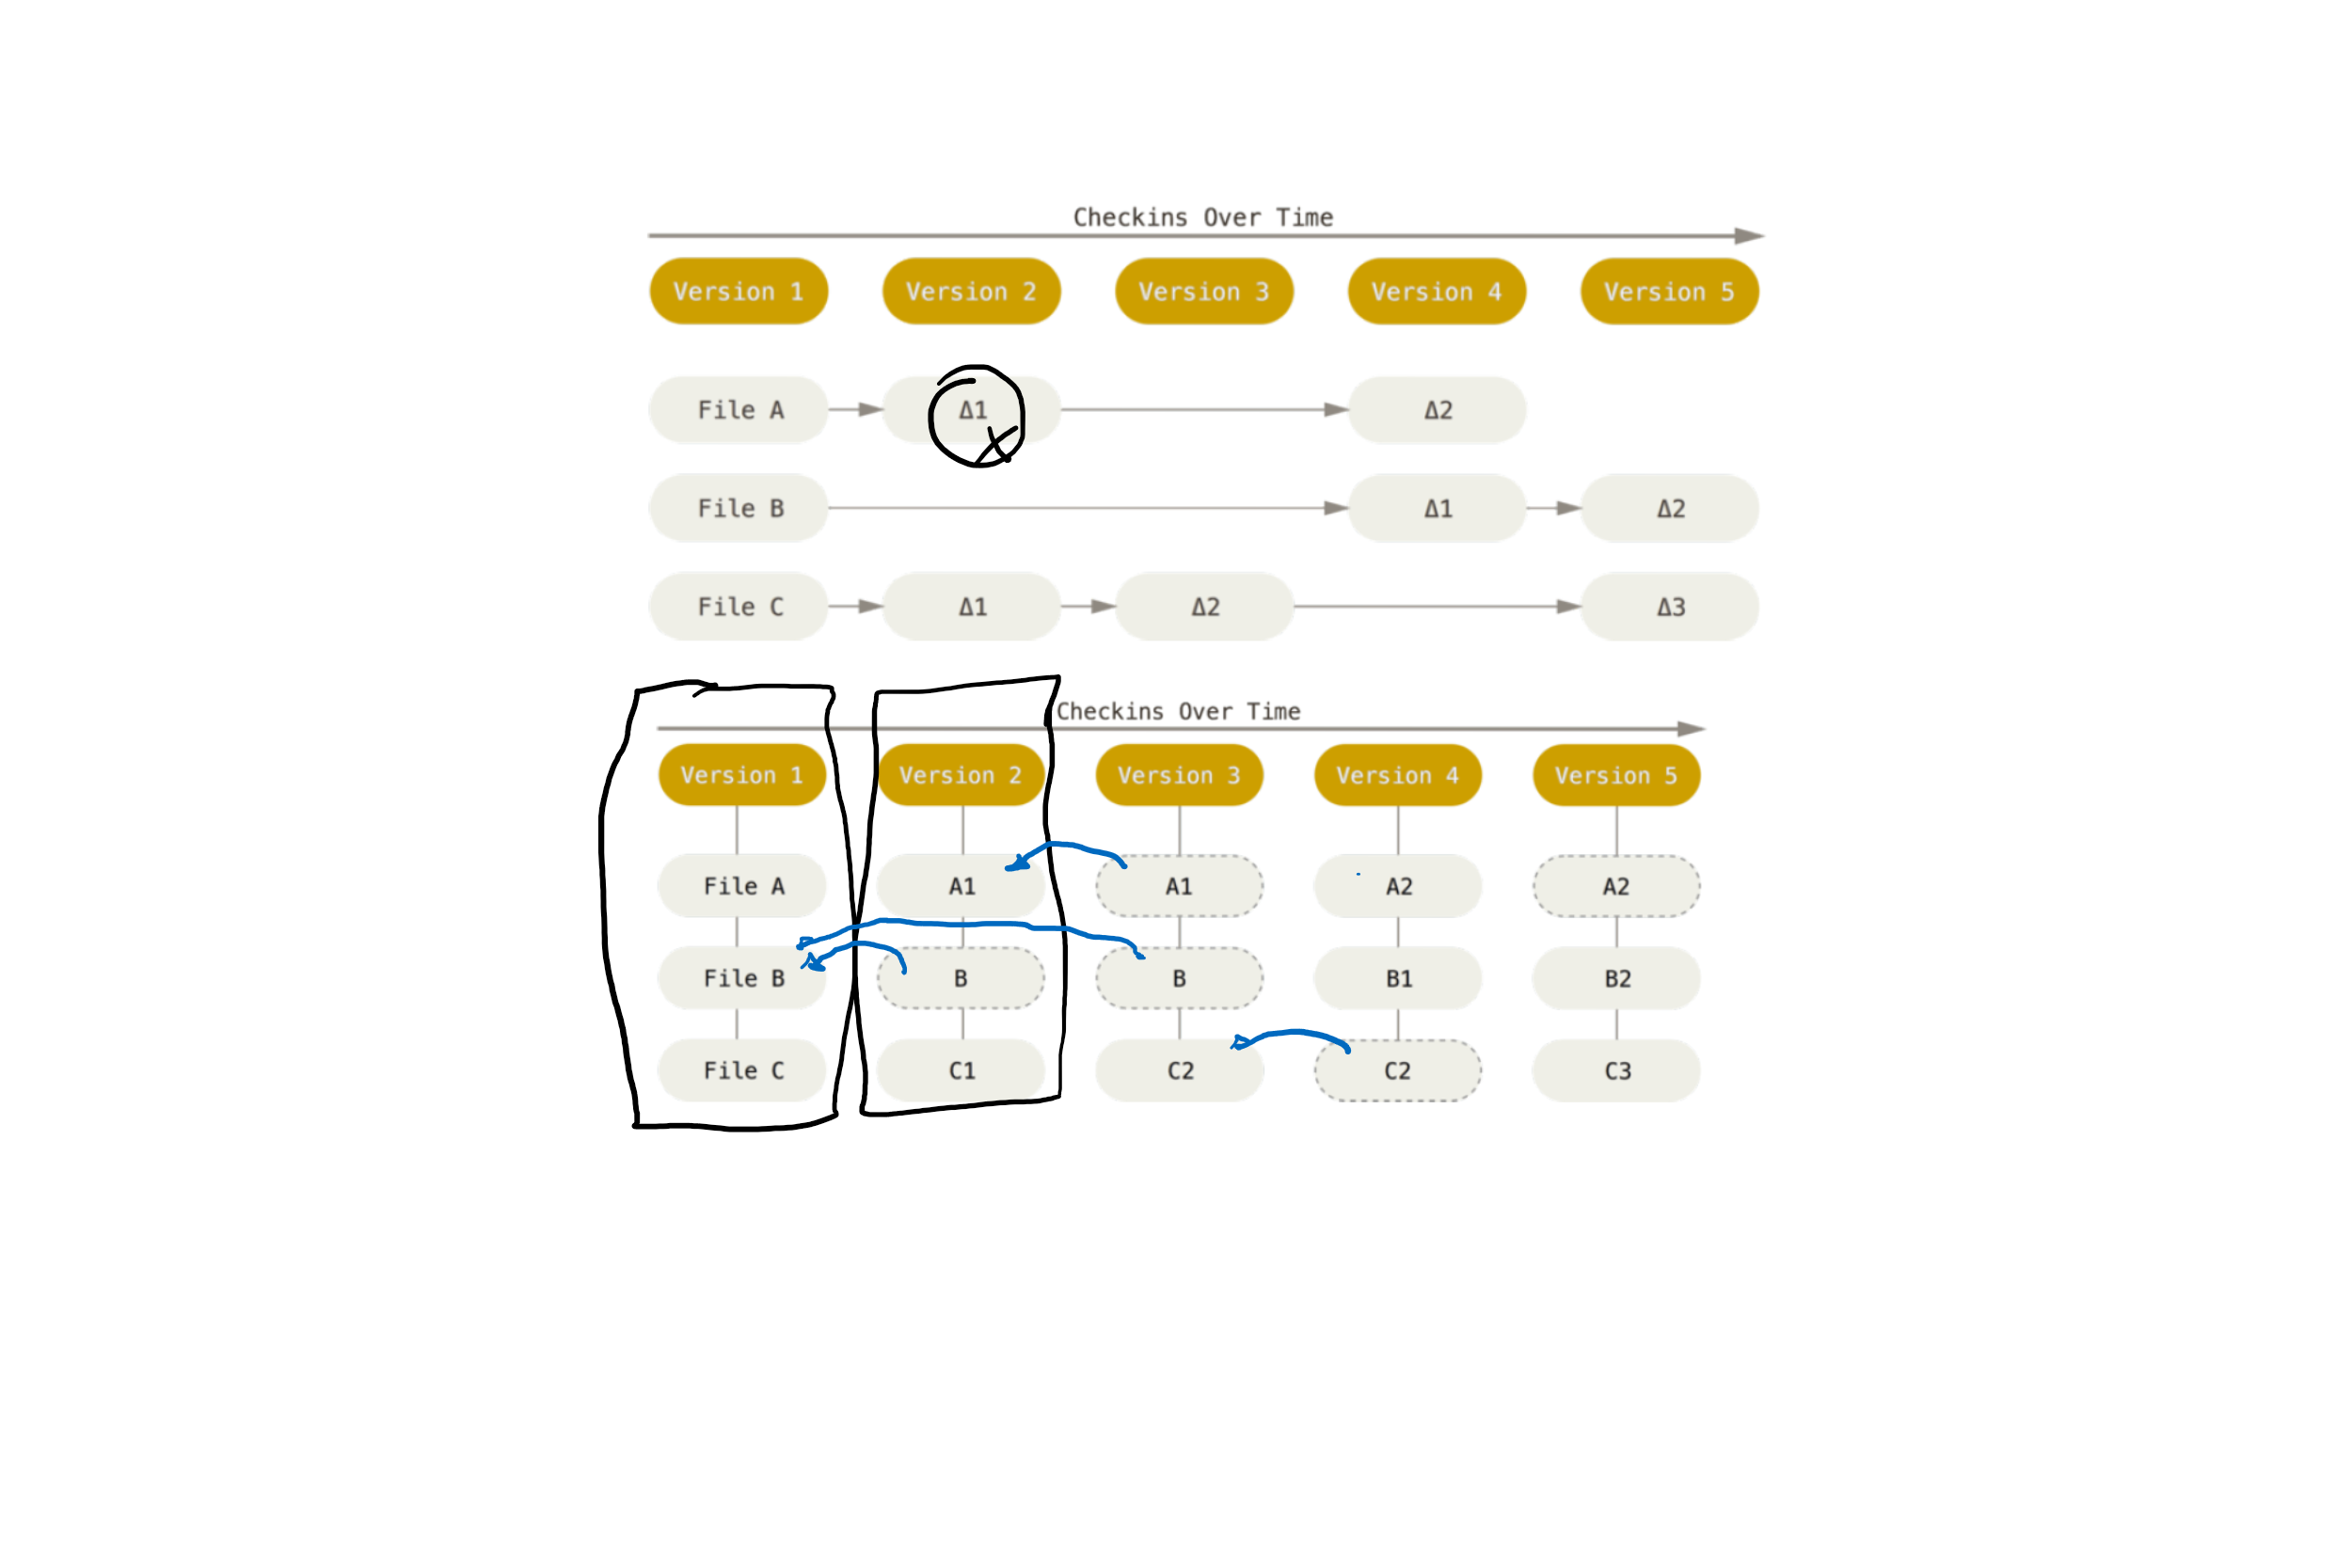 Checkins Over Time
Version 1 Version 2 Version 3 Version 4 Version 5
File A Δ1 Δ2
File B Δ1 Δ2
File C Δ1 Δ2 Δ3
Checkins Over Time
Version 1 Version 2 Version 3 Version 4 Version 5
File A A1 A1 A2 A2
File B B B B1 B2
File C C1 C2 C2 C3